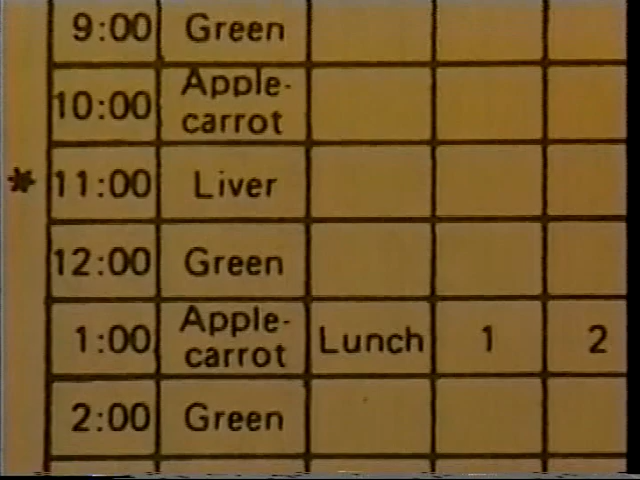 9:00 Green
10:00 Apple-
carrot
* 11:00 Liver
12:00 Green
1:00 Apple-
carrot Lunch 1 2
2:00 Green